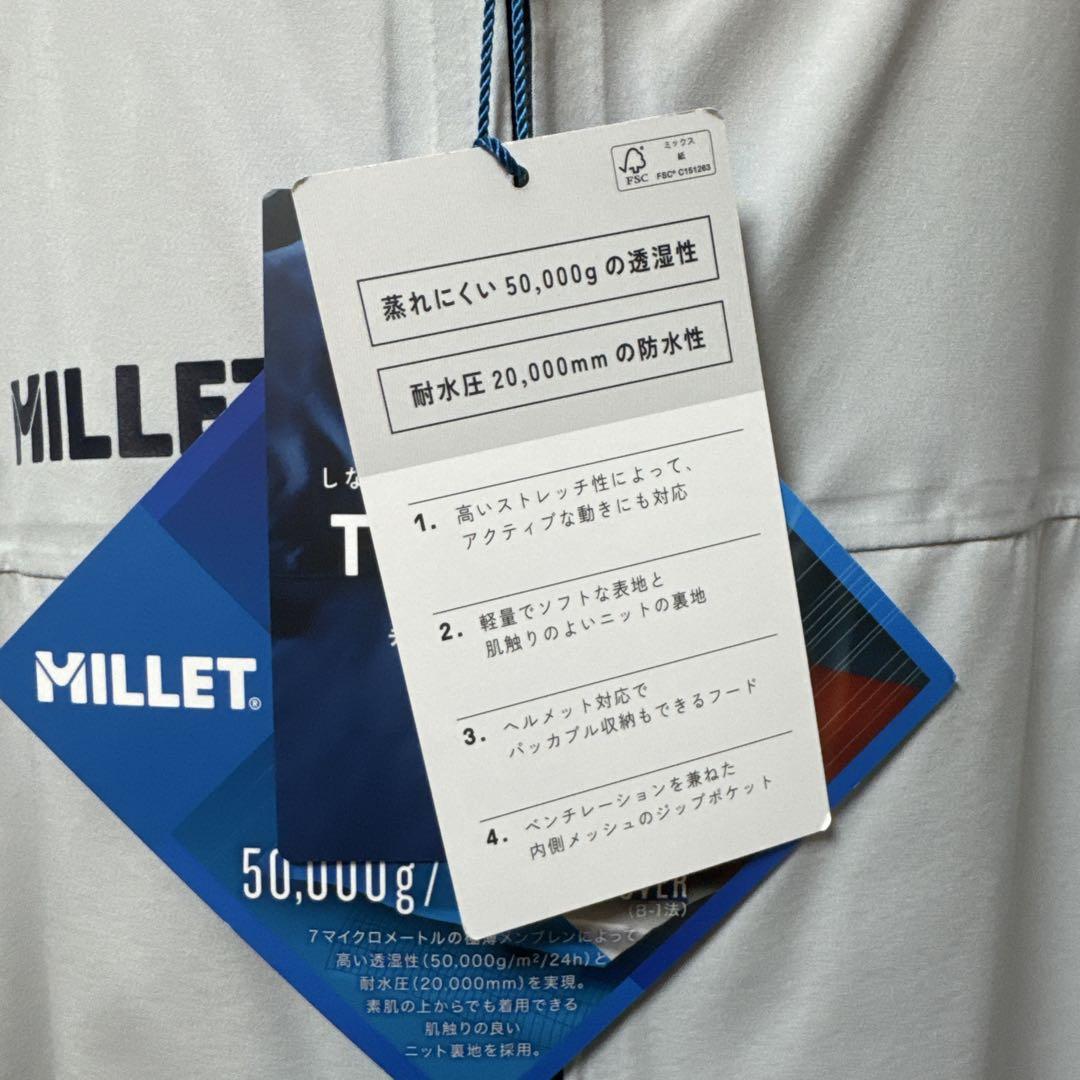 ミックス
紙
FSC
FSC® C151263
蒸れにくい 50,000g の透湿性
耐水圧 20,000mm の防水性
1. 高いストレッチ性によって、
アクティブな動きにも対応
2. 軽量でソフトな表地と
肌触りのよいニットの裏地
3. ヘルメット対応で
パッカブル収納もできるフード
4. ベンチレーションを兼ねた
内側メッシュのジップポケット
MILLET
MILLET®
50,000g/
(B-1法)
7マイクロメートルの極薄メンブレンによって
高い透湿性(50,000g/m²/24h)と
耐水圧(20,000mm)を実現。
素肌の上からでも着用できる
肌触りの良い
ニット裏地を採用。